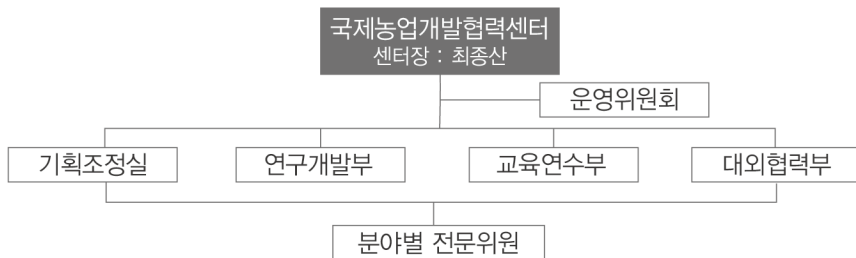 국제농업개발협력센터
센터장 : 최종산
운영위원회
기획조정실
연구개발부
교육연수부
대외협력부
분야별 전문위원